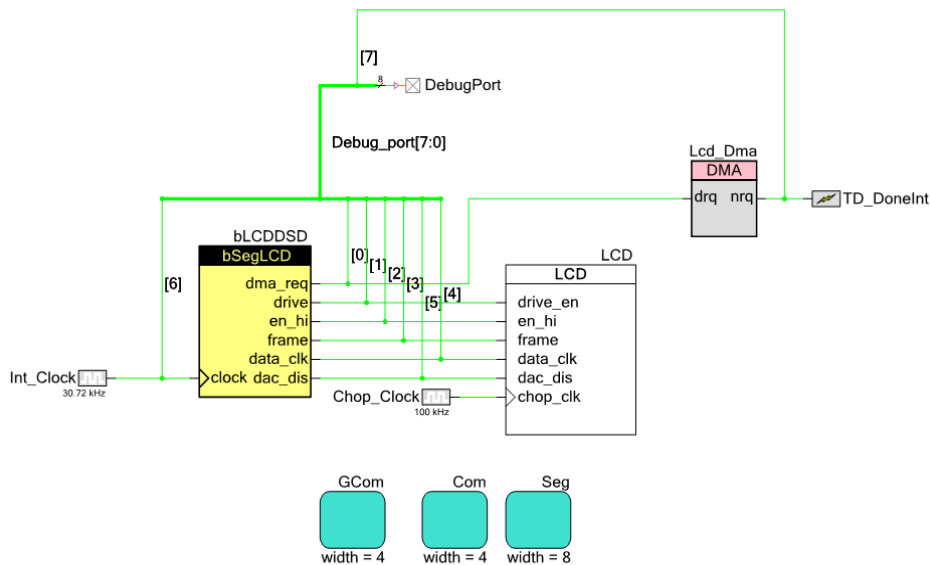 [7]
8
DebugPort
Debug_port[7:0]
Lcd_Dma
DMA
drq nrq
TD_DoneInt
bLCDDSD
bSegLCD
[0]
[1]
[2]
[3]
[5]
[4]
[6]
dma_req
drive
en_hi
frame
data_clk
clock dac_dis
Int_Clock
30.72 kHz
LCD
LCD
drive_en
en_hi
frame
data_clk
dac_dis
chop_clk
Chop_Clock
100 kHz
GCom
Com
Seg
width = 4
width = 4
width = 8